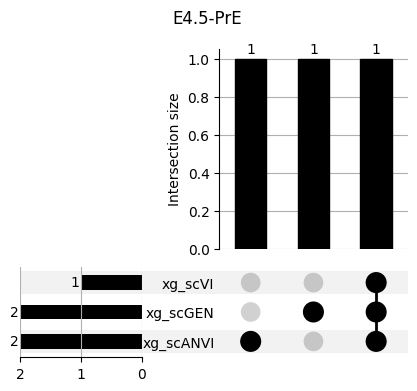 E4.5-PrE
1 1 1
1.0
0.8
0.6
0.4
0.2
0.0
Intersection size
1 xg_scVI
2 xg_scGEN
2 xg_scANVI
2 1 0